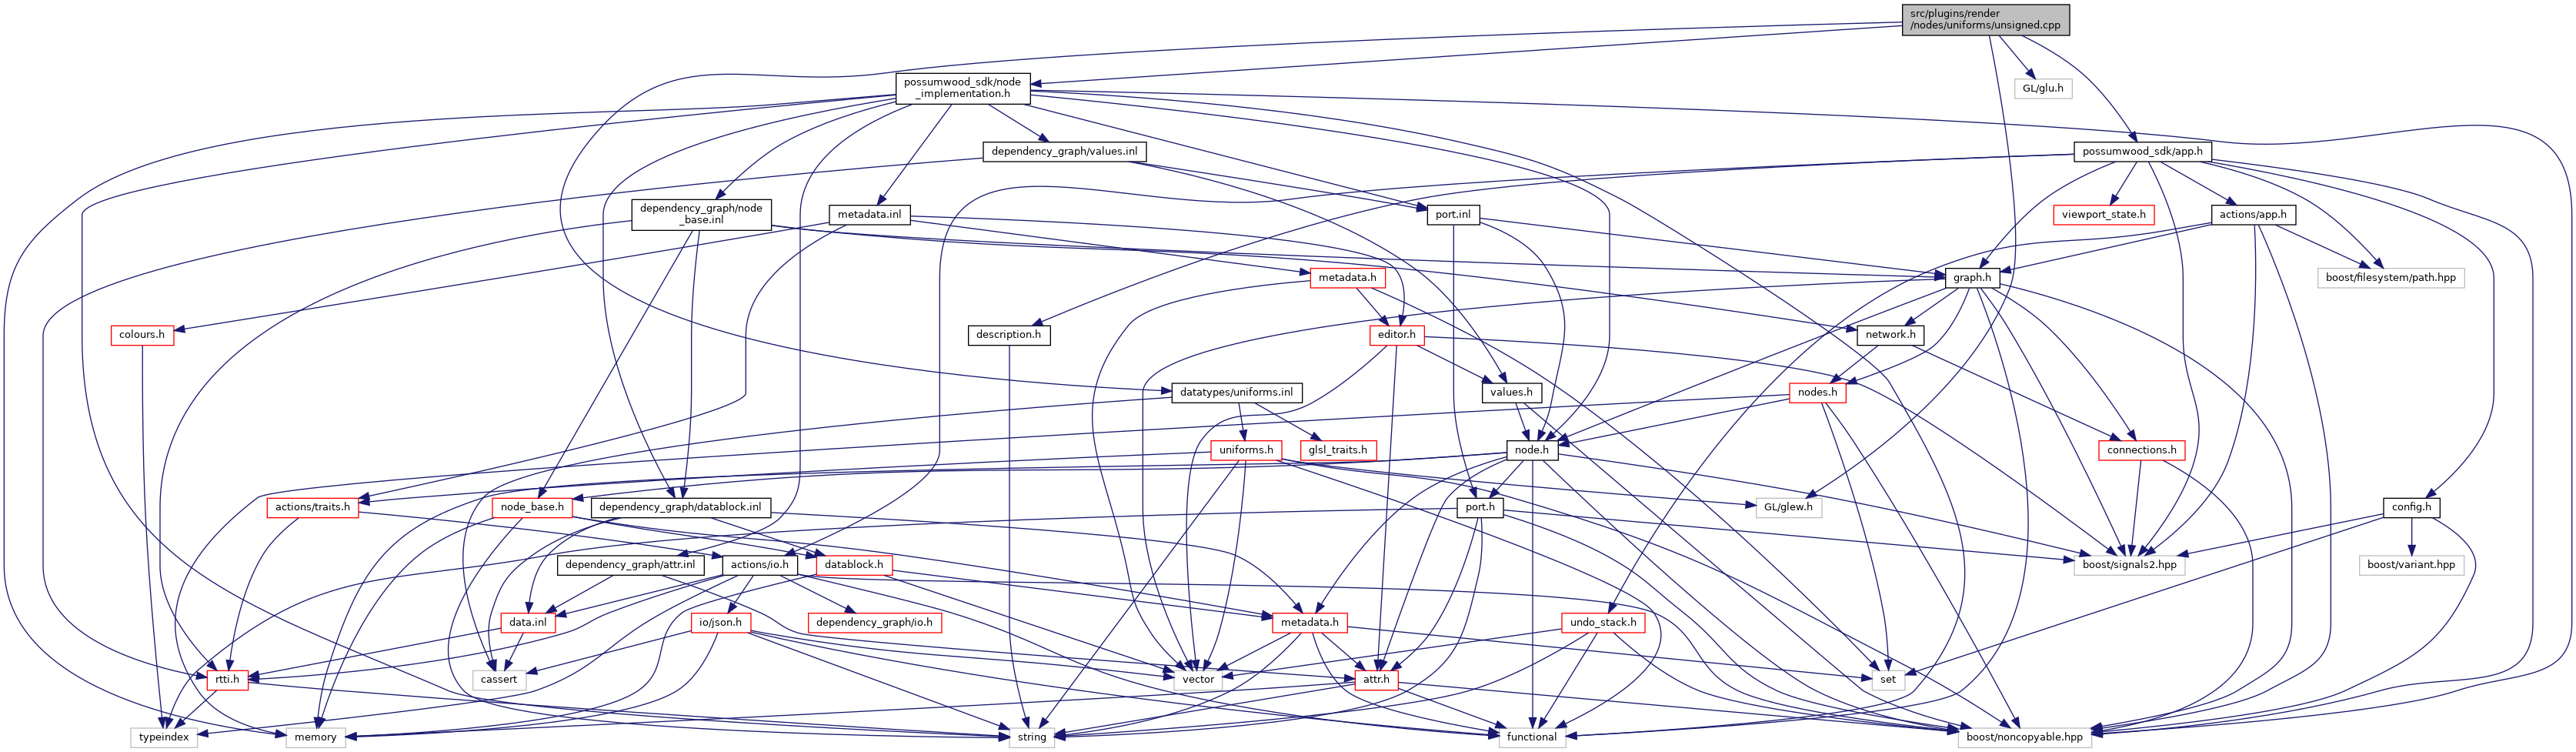 src/plugins/render
/nodes/uniforms/unsigned.cpp
possumwood_sdk/node
_implementation.h
GL/glu.h
dependency_graph/values.inl
possumwood_sdk/app.h
dependency_graph/node
_base.inl
metadata.inl
port.inl
viewport_state.h
actions/app.h
metadata.h
graph.h
boost/filesystem/path.hpp
colours.h
description.h
editor.h
network.h
datatypes/uniforms.inl
values.h
nodes.h
uniforms.h
glsl_traits.h
node.h
connections.h
actions/traits.h
node_base.h
dependency_graph/datablock.inl
port.h
GL/glew.h
config.h
dependency_graph/attr.inl
actions/io.h
datablock.h
boost/signals2.hpp
boost/variant.hpp
data.inl
io/json.h
dependency_graph/io.h
metadata.h
undo_stack.h
rtti.h
cassert
vector
attr.h
set
typeindex
memory
string
functional
boost/noncopyable.hpp